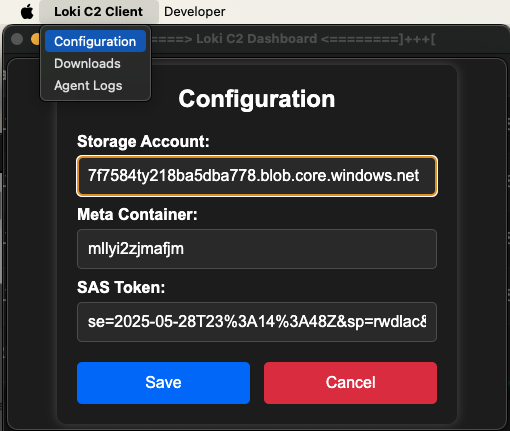 Loki C2 Client Developer
Configuration
====> Loki C2 Dashboard <========]+++[
Downloads
Agent Logs
Configuration
Storage Account:
7f7584ty218ba5dba778.blob.core.windows.net
Meta Container:
mllyi2zjmafjm
SAS Token:
se=2025-05-28T23%3A14%3A48Z&sp=rwdlac&
Save Cancel